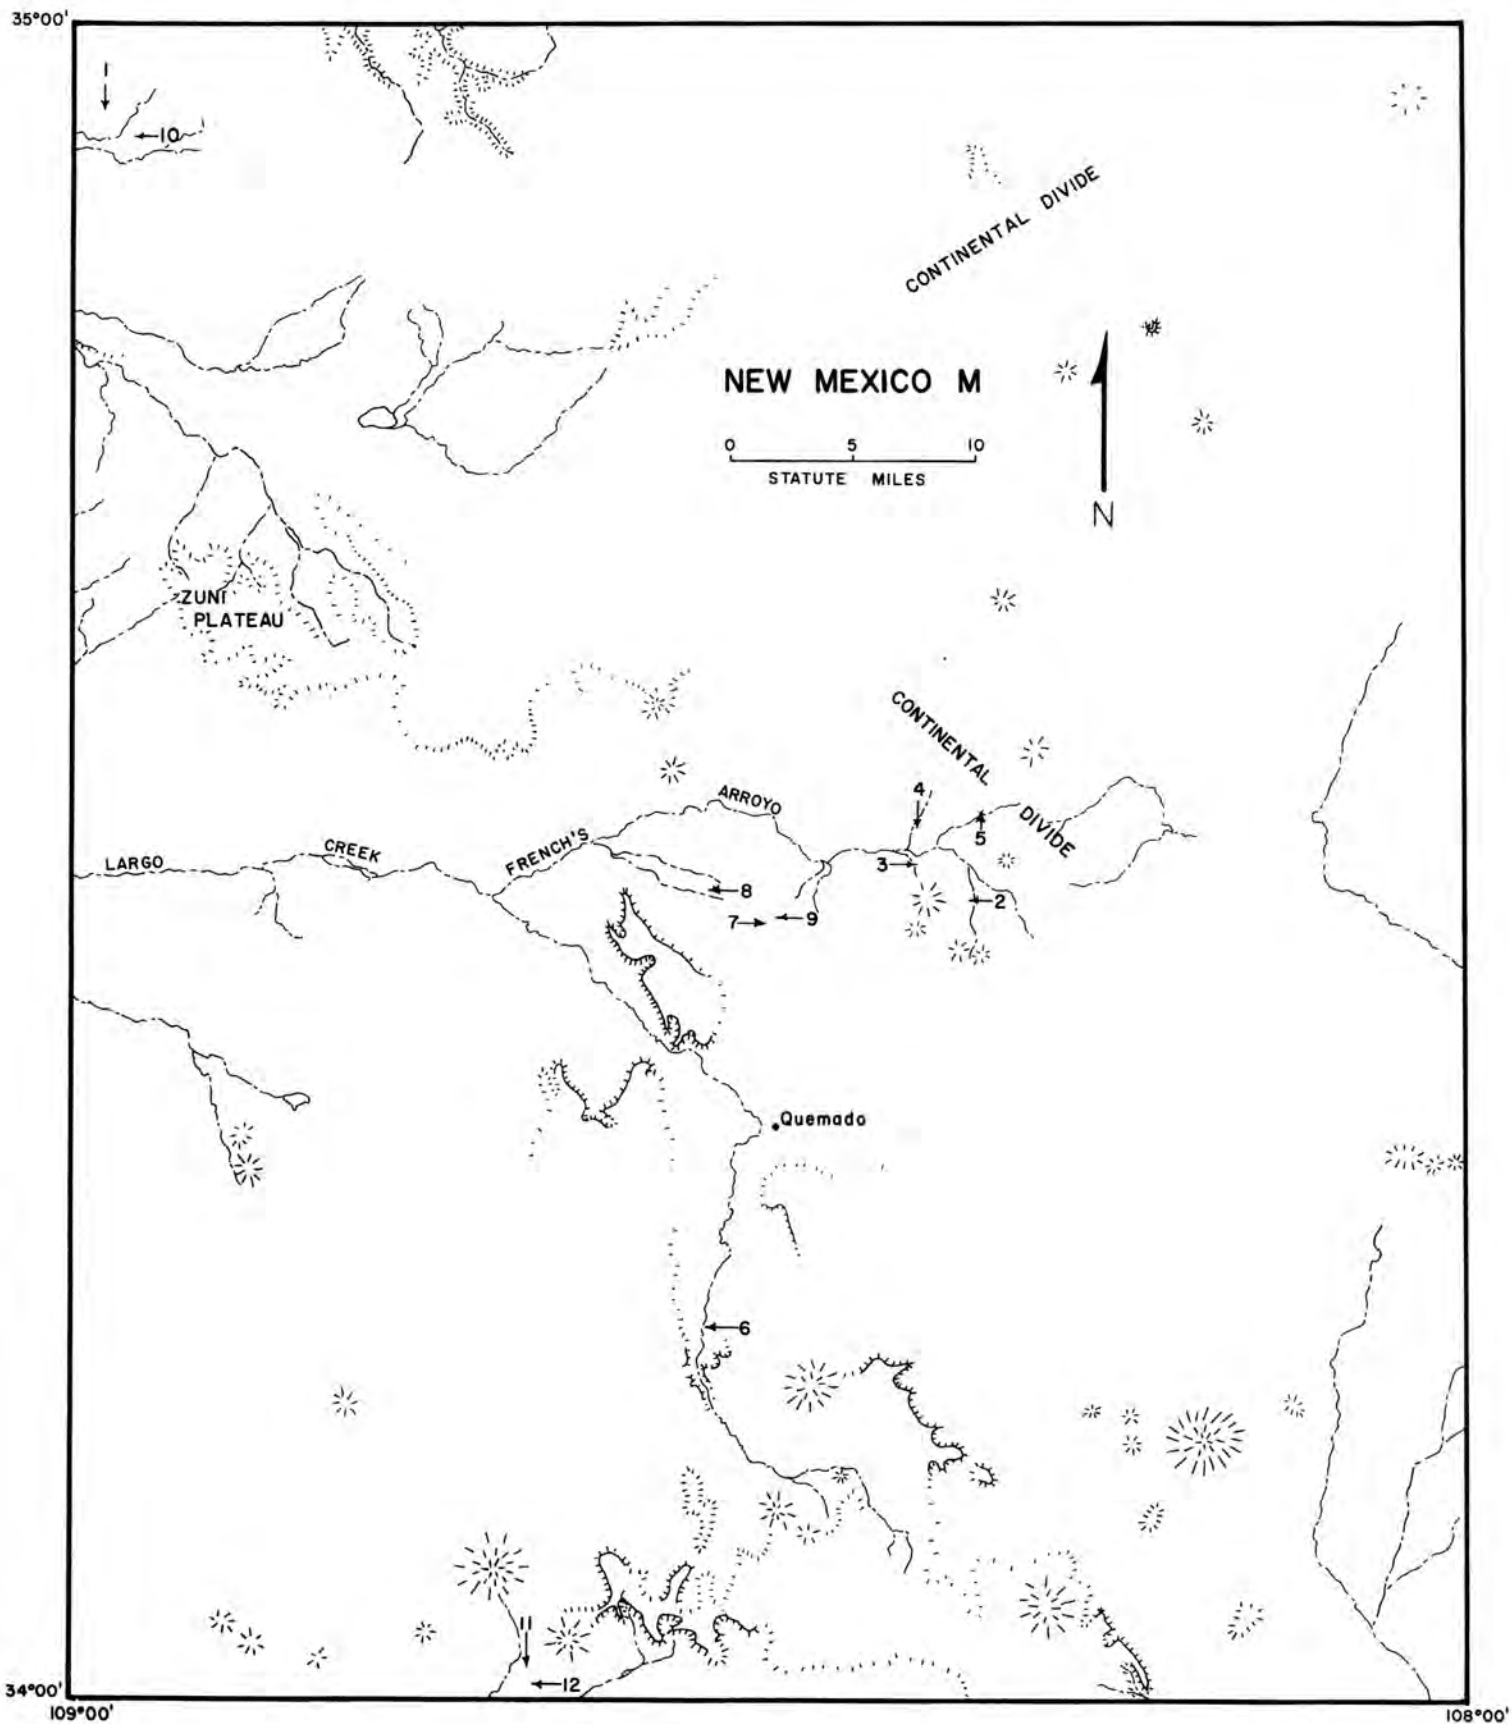 35°00'
1
10
CONTINENTAL DIVIDE
NEW MEXICO M
0 5 10
STATUTE MILES
N
ZUNI
PLATEAU
CONTINENTAL
DIVIDE
4
ARROYO
5
FRENCH'S
CREEK
LARGO
3
8
2
7
9
Quemado
6
11
12
34°00'
109°00'
108°00'